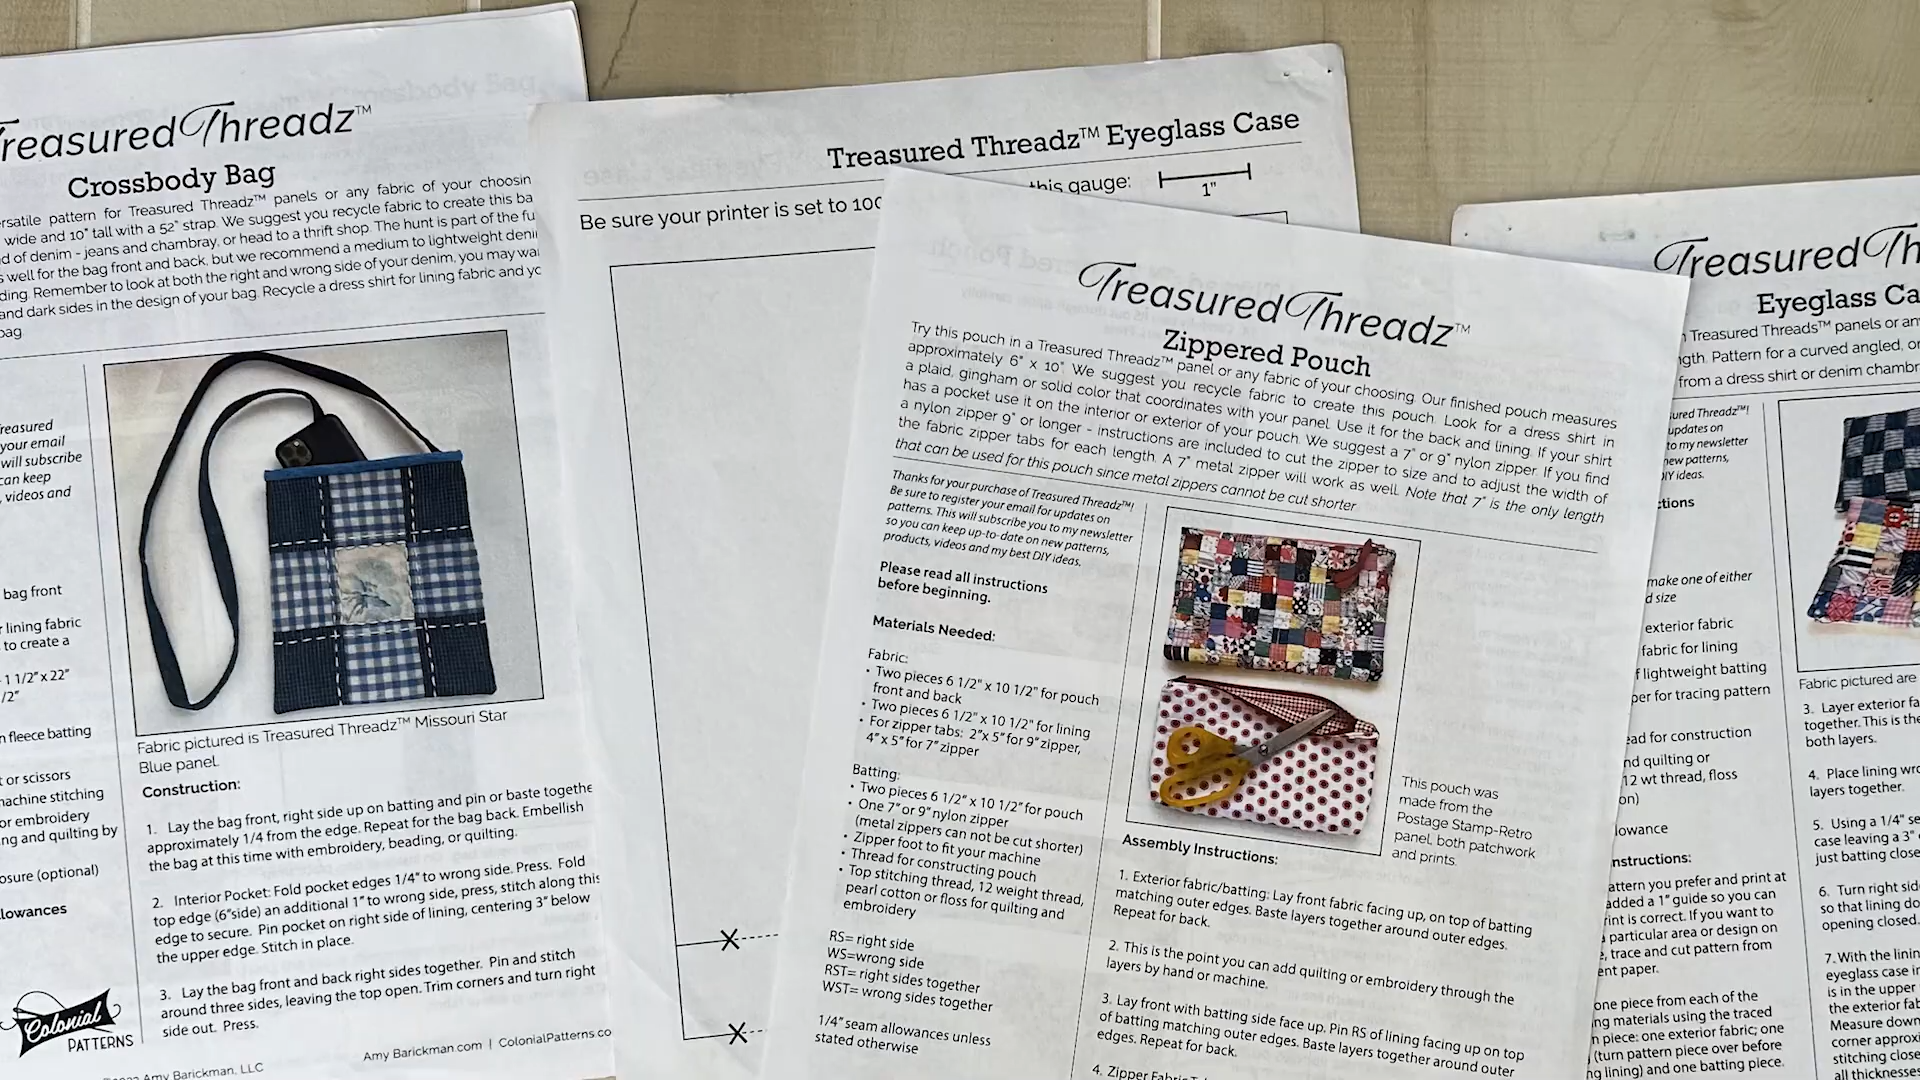 Treasured Threadz™
Crossbody Bag
versatile pattern for Treasured Threadz™ panels or any fabric of your choosin
wide and 10" tall with a 52" strap. We suggest you recycle fabric to create this ba
d of denim - jeans and chambray, or head to a thrift shop. The hunt is part of the fu
s well for the bag front and back, but we recommend a medium to lightweight deni
ding. Remember to look at both the right and wrong side of your denim, you may wa
and dark sides in the design of your bag. Recycle a dress shirt for lining fabric and yo
bag
reasured
your email
will subscribe
can keep
, videos and
bag front
r lining fabric
to create a
1 1/2" x 22"
/2"
n fleece batting
t or scissors
machine stitching
or embroidery
ng and quilting by
osure (optional)
lowances
Fabric pictured is Treasured Threadz™ Missouri Star
Blue panel.
Construction:
1. Lay the bag front, right side up on batting and pin or baste togethe
approximately 1/4 from the edge. Repeat for the bag back. Embellish
the bag at this time with embroidery, beading, or quilting.
2. Interior Pocket: Fold pocket edges 1/4" to wrong side. Press. Fold
top edge (6"side) an additional 1" to wrong side, press, stitch along this
edge to secure. Pin pocket on right side of lining, centering 3" below
the upper edge. Stitch in place.
3. Lay the bag front and back right sides together. Pin and stitch
around three sides, leaving the top open. Trim corners and turn right
side out. Press.
Colonial
PATTERNS
Amy Barickman, LLC
Amy Barickman.com | ColonialPatterns.co
Treasured Threadz™ Eyeglass Case
this gauge: 1"
Be sure your printer is set to 100
Treasured Threadz™
Zippered Pouch
Try this pouch in a Treasured Threadz™ panel or any fabric of your choosing. Our finished pouch measures
approximately 6" x 10". We suggest you recycle fabric to create this pouch. Look for a dress shirt in
a plaid, gingham or solid color that coordinates with your panel. Use it for the back and lining. If your shirt
has a pocket use it on the interior or exterior of your pouch. We suggest a 7" or 9" nylon zipper. If you find
a nylon zipper 9" or longer - instructions are included to cut the zipper to size and to adjust the width of
the fabric zipper tabs for each length. A 7" metal zipper will work as well. Note that 7" is the only length
that can be used for this pouch since metal zippers cannot be cut shorter.
Thanks for your purchase of Treasured Threadz™!
Be sure to register your email for updates on
patterns. This will subscribe you to my newsletter
so you can keep up-to-date on new patterns,
products, videos and my best DIY ideas.
Please read all instructions
before beginning.
Materials Needed:
Fabric:
• Two pieces 6 1/2" x 10 1/2" for pouch
front and back
• Two pieces 6 1/2" x 10 1/2" for lining
• For zipper tabs: 2"x 5" for 9" zipper,
4" x 5" for 7" zipper
Batting:
• Two pieces 6 1/2" x 10 1/2" for pouch
• One 7" or 9" nylon zipper
(metal zippers can not be cut shorter)
• Zipper foot to fit your machine
• Thread for constructing pouch
• Top stitching thread, 12 weight thread,
pearl cotton or floss for quilting and
embroidery
RS= right side
WS=wrong side
RST= right sides together
WST= wrong sides together
1/4" seam allowances unless
stated otherwise
This pouch was
made from the
Postage Stamp-Retro
panel, both patchwork
and prints.
Assembly Instructions:
1. Exterior fabric/batting: Lay front fabric facing up, on top of batting
matching outer edges. Baste layers together around outer edges.
Repeat for back.
2. This is the point you can add quilting or embroidery through the
layers by hand or machine.
3. Lay front with batting side face up. Pin RS of lining facing up on top
of batting matching outer edges. Baste layers together around outer
edges. Repeat for back.
4. Zipper Fabric
Treasured Th
Eyeglass Ca
n Treasured Threads™ panels or any
gth. Pattern for a curved angled, or
from a dress shirt or denim chambr
ured Threadz™!
updates on
to my newsletter
new patterns,
IY ideas.
ctions
make one of either
d size
exterior fabric
fabric for lining
f lightweight batting
per for tracing pattern
ead for construction
nd quilting or
12 wt thread, floss
on)
lowance
nstructions:
attern you prefer and print at
added a 1" guide so you can
rint is correct. If you want to
particular area or design on
, trace and cut pattern from
ent paper.
one piece from each of the
ng materials using the traced
n piece: one exterior fabric; one
(turn pattern piece over before
ng lining) and one batting piece.
Fabric pictured are
3. Layer exterior fa
together. This is the
both layers.
4. Place lining wro
layers together.
5. Using a 1/4" se
case leaving a 3"
just batting close
6. Turn right side
so that lining do
opening closed.
7. With the linin
eyeglass case in
is in the upper
the exterior fab
Measure down
corner approxi
stitching close
all thicknesses